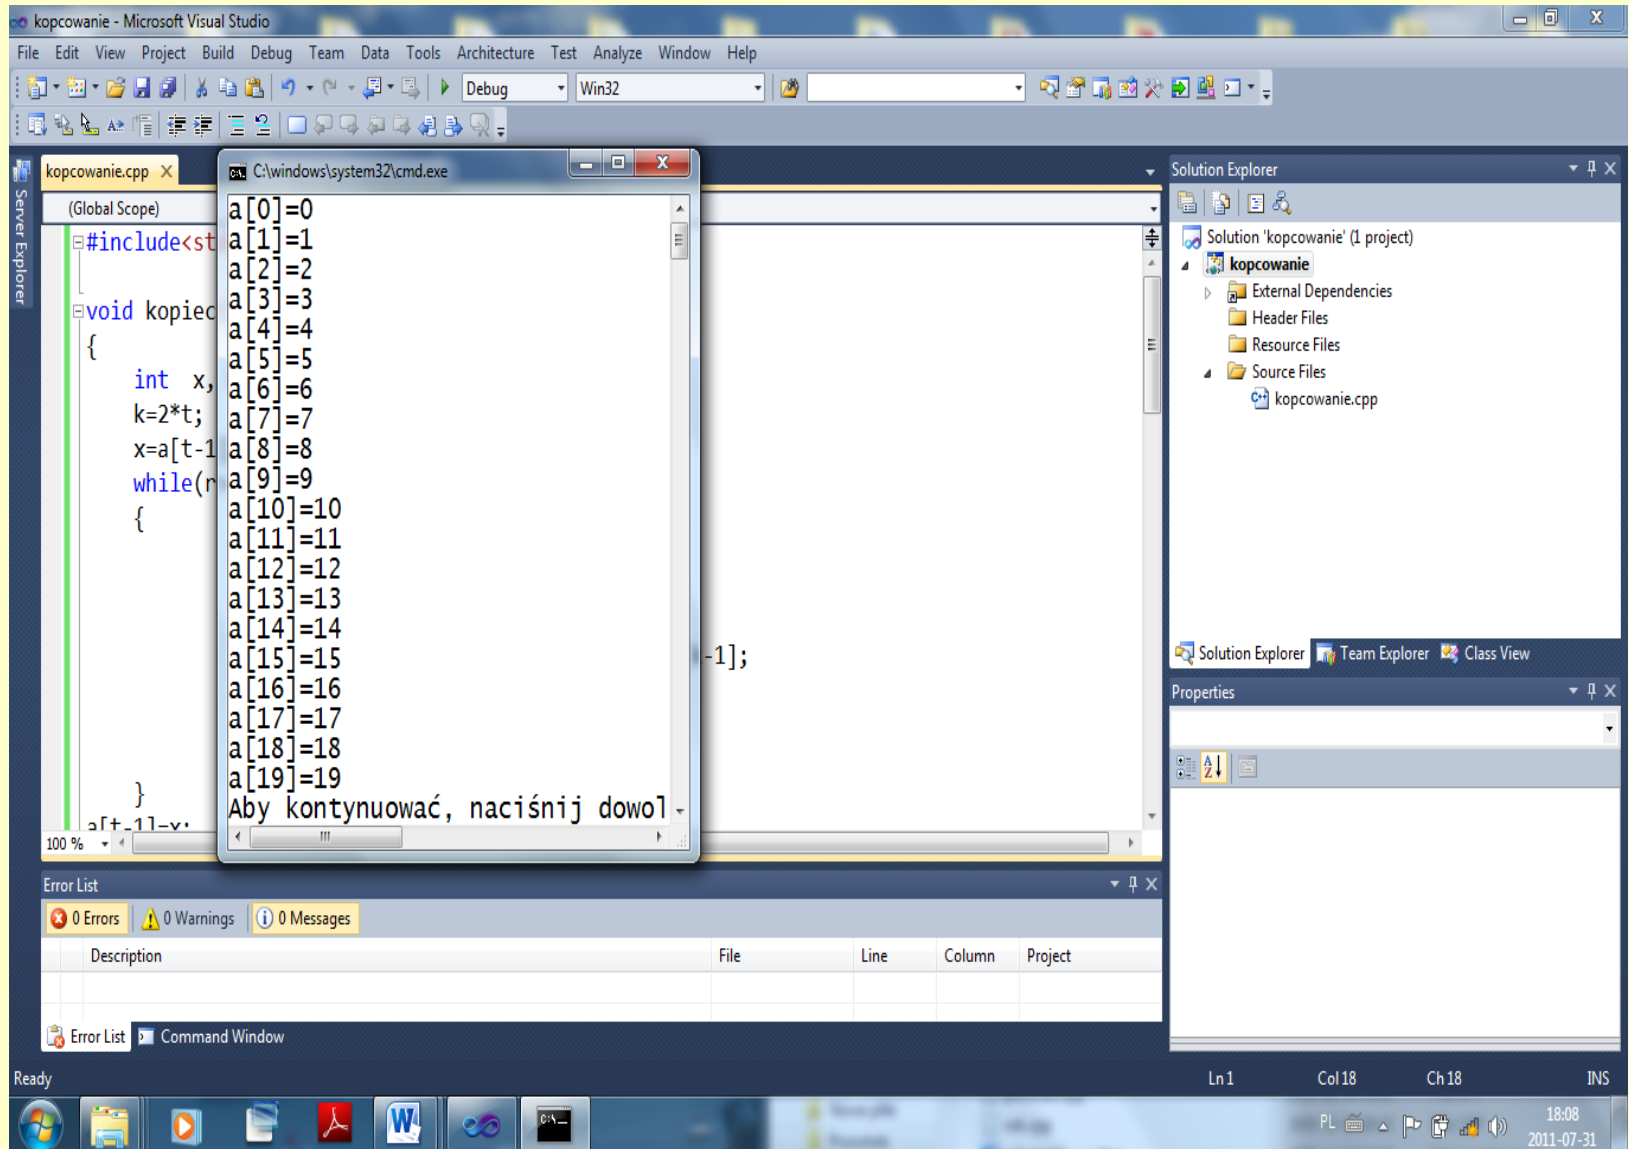 kopcowanie - Microsoft Visual Studio
File Edit View Project Build Debug Team Data Tools Architecture Test Analyze Window Help
Debug Win32
kopcowanie.cpp
C:\windows\system32\cmd.exe
(Global Scope)
Server Explorer
#include<st
void kopiec
{
int x,
k=2*t;
x=a[t-1
while(
{
-1];
}
a[t-1]=x;
100 %
a[0]=0
a[1]=1
a[2]=2
a[3]=3
a[4]=4
a[5]=5
a[6]=6
a[7]=7
a[8]=8
a[9]=9
a[10]=10
a[11]=11
a[12]=12
a[13]=13
a[14]=14
a[15]=15
a[16]=16
a[17]=17
a[18]=18
a[19]=19
Aby kontynuować, naciśnij dowol
Solution Explorer
Solution 'kopcowanie' (1 project)
kopcowanie
External Dependencies
Header Files
Resource Files
Source Files
kopcowanie.cpp
Solution Explorer Team Explorer Class View
Properties
Error List
0 Errors 0 Warnings 0 Messages
Description File Line Column Project
Error List Command Window
Ready Ln 1 Col 18 Ch 18 INS
PL 18:08
2011-07-31